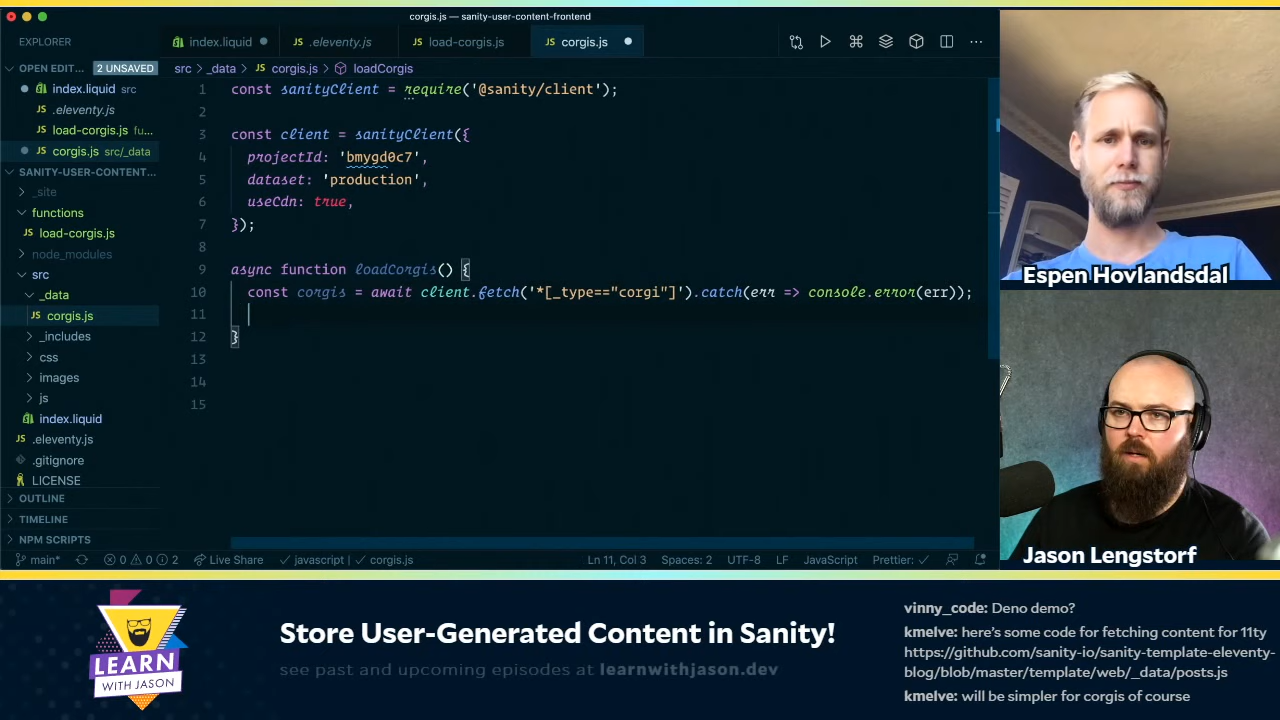 corgis.js — sanity-user-content-frontend
EXPLORER
index.liquid
.eleventy.js
load-corgis.js
corgis.js
OPEN EDIT... 2 UNSAVED
index.liquid src
.eleventy.js
load-corgis.js fu...
corgis.js src/_data
SANITY-USER-CONTENT...
_site
functions
load-corgis.js
node_modules
src
_data
corgis.js
_includes
css
images
js
index.liquid
.eleventy.js
.gitignore
LICENSE
OUTLINE
TIMELINE
NPM SCRIPTS
src > _data > JS corgis.js > loadCorgis
1 const sanityClient = require('@sanity/client');
2
3 const client = sanityClient({
4 projectId: 'bmygd0c7',
5 dataset: 'production',
6 useCdn: true,
7 });
8
9 async function loadCorgis() {
10 const corgis = await client.fetch('*[_type=="corgi"]').catch(err => console.error(err));
11
12 }
13
14
15
main* 0 0 2 Live Share javascript | corgis.js Ln 11, Col 3 Spaces: 2 UTF-8 LF JavaScript Prettier:
Espen Hovlandsdal
Jason Lengstorf
LEARN
WITH JASON
Store User-Generated Content in Sanity!
see past and upcoming episodes at learnwithjason.dev
vinny_code: Deno demo?
kmelve: here's some code for fetching content for 11ty
https://github.com/sanity-io/sanity-template-eleventy-
blog/blob/master/template/web/_data/posts.js
kmelve: will be simpler for corgis of course